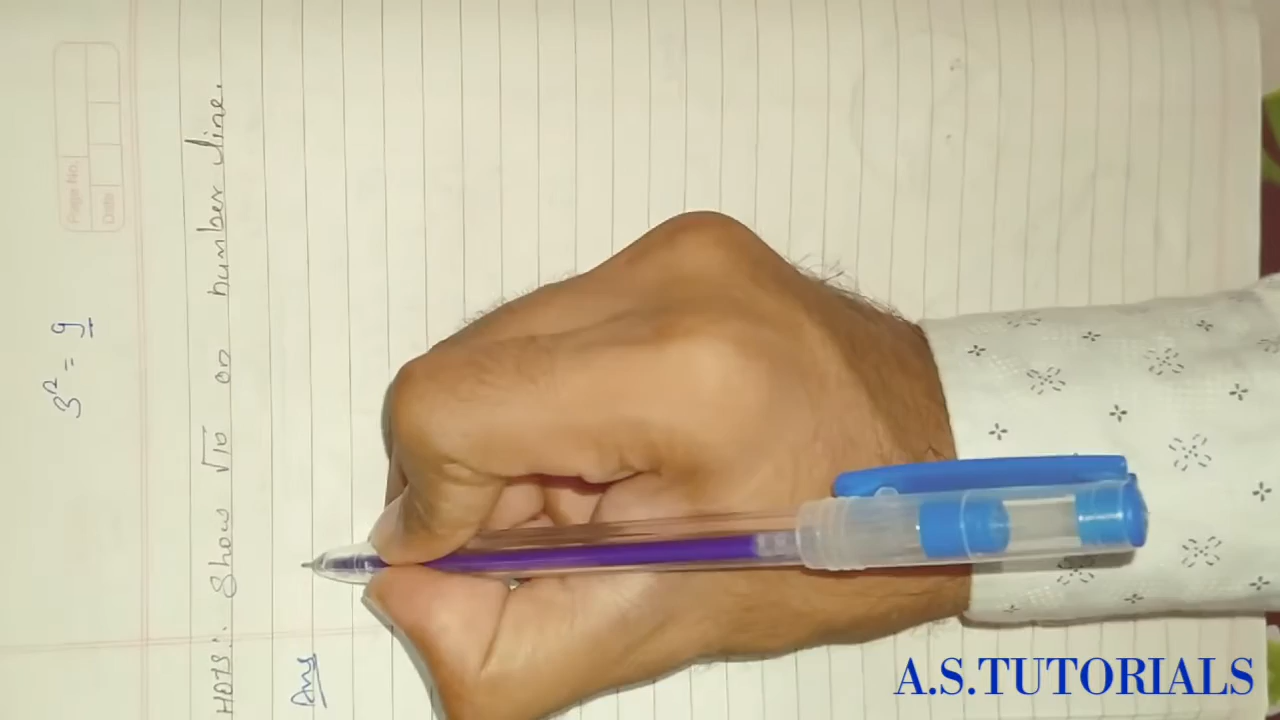 Page No.
Date
3² = 9
HOTS:. Show √10 on number line.
Ans
A.S.TUTORIALS